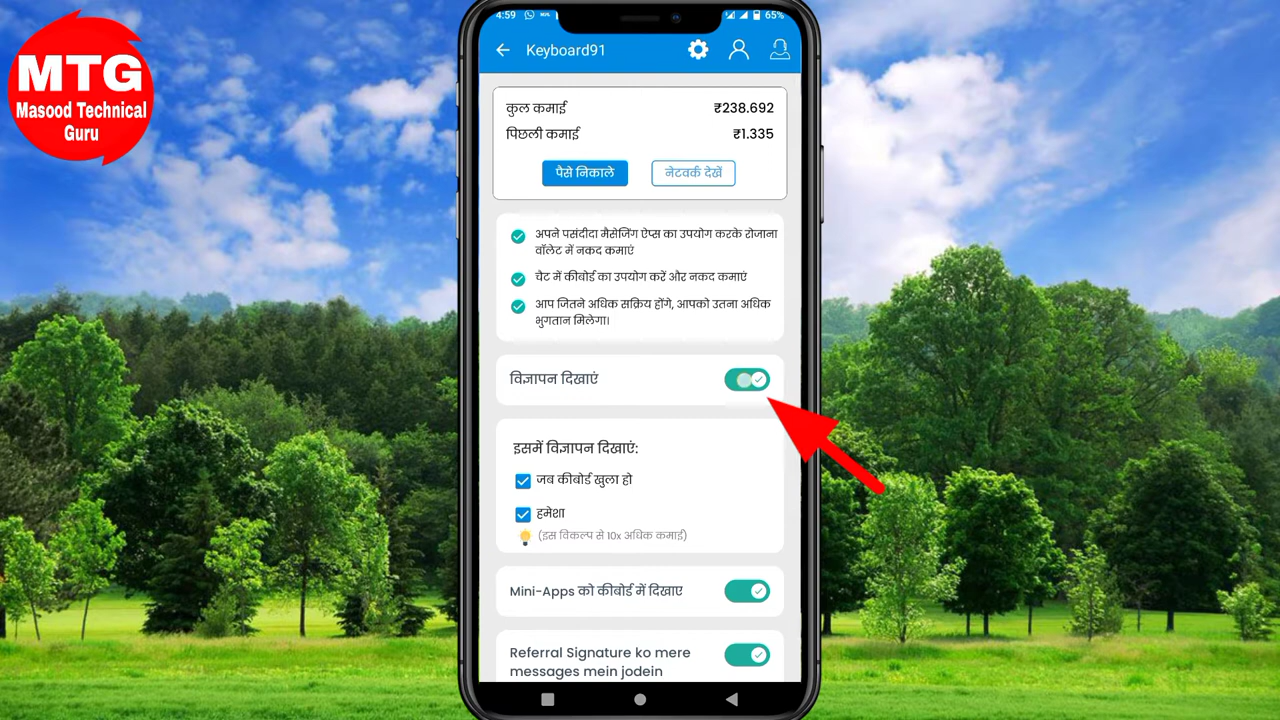 MTG
Masood Technical
Guru
4:59
65%
Keyboard91
कुल कमाई ₹238.692
पिछली कमाई ₹1.335
पैसे निकाले नेटवर्क देखें
अपने पसंदीदा मैसेजिंग ऐप्स का उपयोग करके रोजाना
वॉलेट में नकद कमाएं
चैट में कीबोर्ड का उपयोग करें और नकद कमाएं
आप जितने अधिक सक्रिय होंगे, आपको उतना अधिक
भुगतान मिलेगा।
विज्ञापन दिखाएं
इसमें विज्ञापन दिखाएं:
जब कीबोर्ड खुला हो
हमेशा
(इस विकल्प से 10x अधिक कमाई)
Mini-Apps को कीबोर्ड में दिखाए
Referral Signature ko mere
messages mein jodein